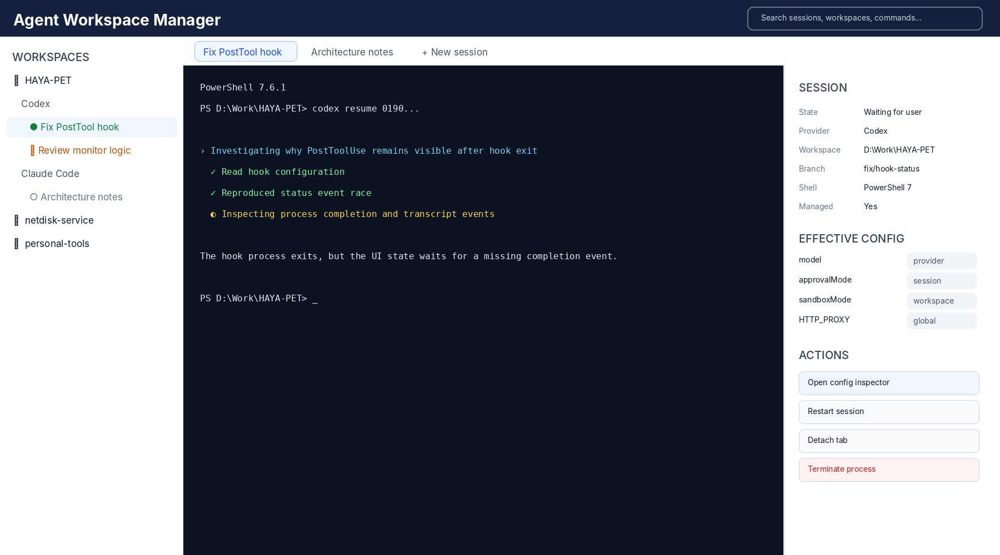 Agent Workspace Manager
Search sessions, workspaces, commands...
WORKSPACES
HAYA-PET
Codex
● Fix PostTool hook
Review monitor logic
Claude Code
○ Architecture notes
netdisk-service
personal-tools
Fix PostTool hook
Architecture notes
+ New session
PowerShell 7.6.1
PS D:\Work\HAYA-PET> codex resume 0190...
› Investigating why PostToolUse remains visible after hook exit
✓ Read hook configuration
✓ Reproduced status event race
◐ Inspecting process completion and transcript events
The hook process exits, but the UI state waits for a missing completion event.
PS D:\Work\HAYA-PET> _
SESSION
State Waiting for user
Provider Codex
Workspace D:\Work\HAYA-PET
Branch fix/hook-status
Shell PowerShell 7
Managed Yes
EFFECTIVE CONFIG
model provider
approvalMode session
sandboxMode workspace
HTTP_PROXY global
ACTIONS
Open config inspector
Restart session
Detach tab
Terminate process